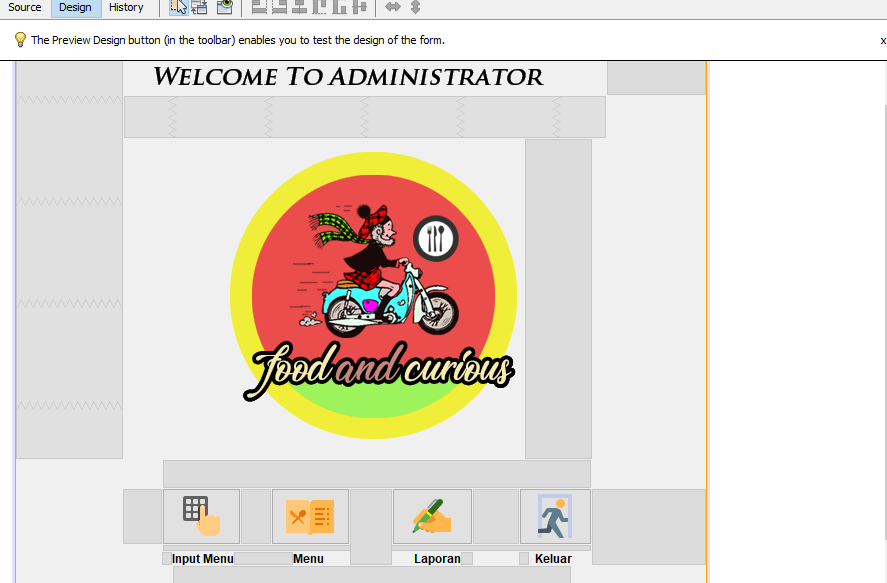 Source Design History
The Preview Design button (in the toolbar) enables you to test the design of the form. x
WELCOME TO ADMINISTRATOR
food and curious
Input Menu Menu Laporan Keluar